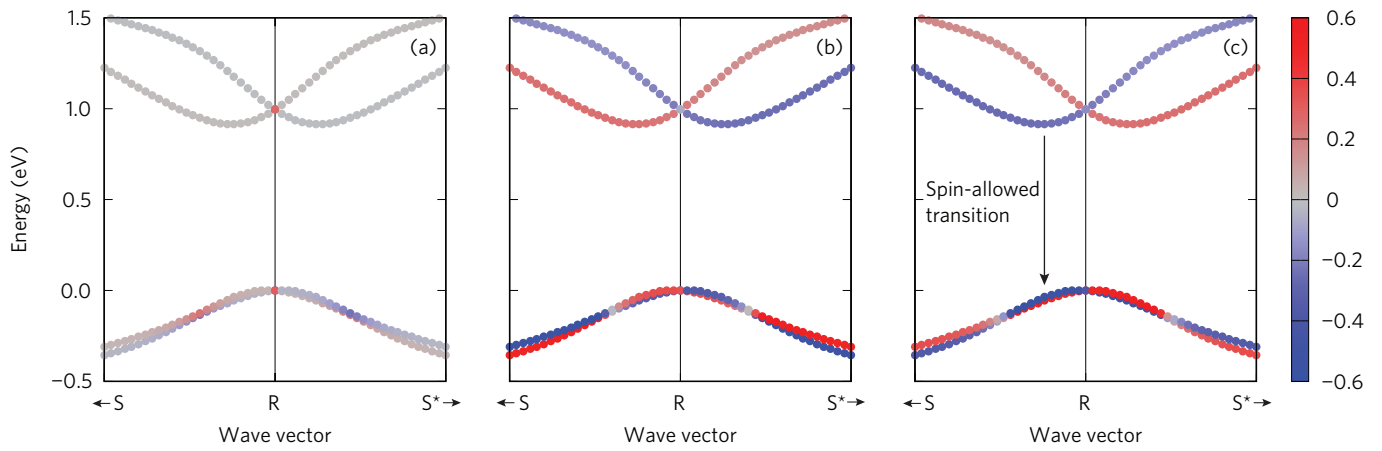 1.5
1.0
0.5
0.0
−0.5
Energy (eV)
(a)
(b)
(c)
Spin-allowed
transition
0.6
0.4
0.2
0
−0.2
−0.4
−0.6
←S R S*→
←S R S*→
←S R S*→
Wave vector
Wave vector
Wave vector